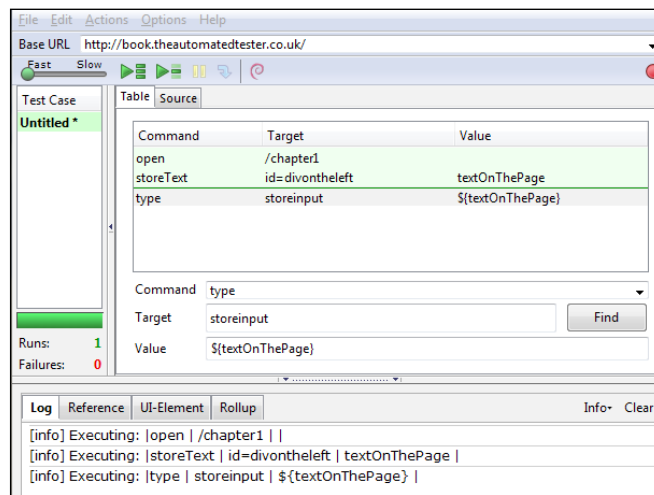 File Edit Actions Options Help
Base URL http://book.theautomatedtester.co.uk/
Fast Slow
Test Case
Untitled *
Table Source
Command Target Value
open /chapter1
storeText id=divontheleft textOnThePage
type storeinput ${textOnThePage}
Command type
Target storeinput Find
Value ${textOnThePage}
Runs: 1
Failures: 0
Log Reference UI-Element Rollup Info Clear
[info] Executing: |open | /chapter1 | |
[info] Executing: |storeText | id=divontheleft | textOnThePage |
[info] Executing: |type | storeinput | ${textOnThePage} |